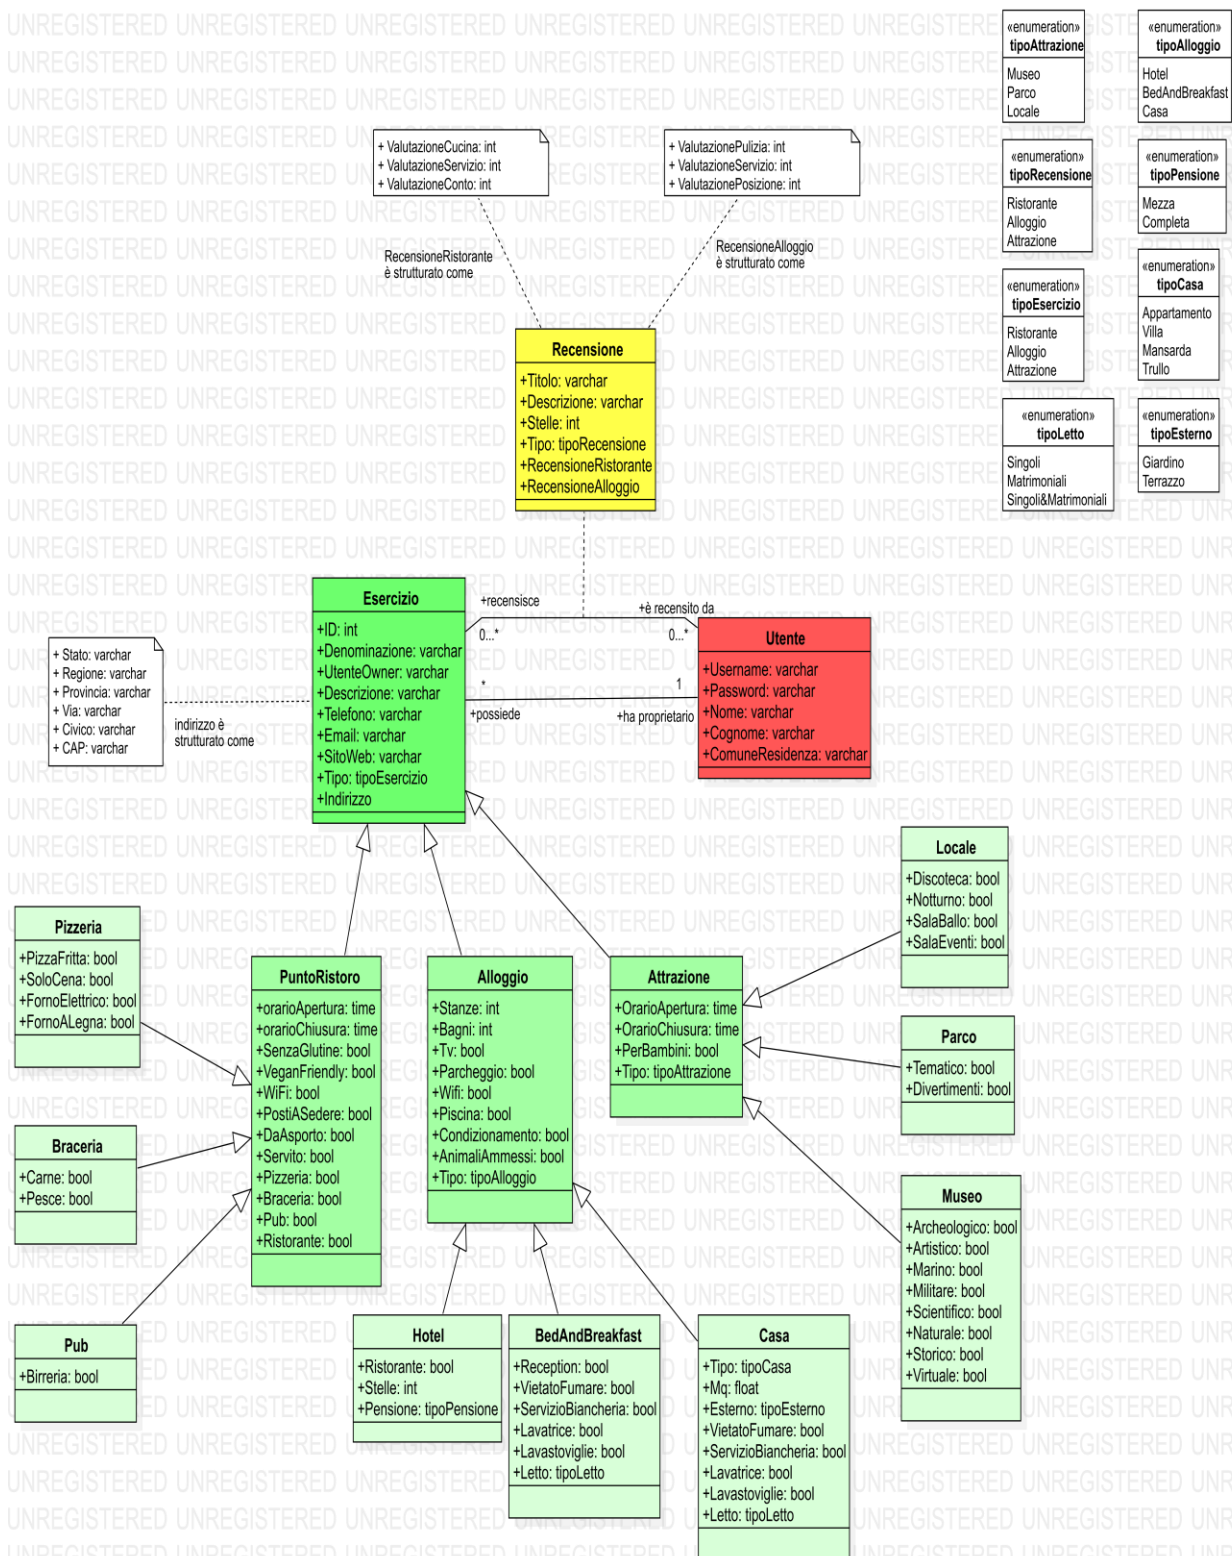 «enumeration»
tipoAttrazione
Museo
Parco
Locale
«enumeration»
tipoAlloggio
Hotel
BedAndBreakfast
Casa
«enumeration»
tipoRecensione
Ristorante
Alloggio
Attrazione
«enumeration»
tipoPensione
Mezza
Completa
«enumeration»
tipoEsercizio
Ristorante
Alloggio
Attrazione
«enumeration»
tipoCasa
Appartamento
Villa
Mansarda
Trullo
«enumeration»
tipoLetto
Singoli
Matrimoniali
Singoli&Matrimoniali
«enumeration»
tipoEsterno
Giardino
Terrazzo
+ ValutazioneCucina: int
+ ValutazioneServizio: int
+ ValutazioneConto: int
+ ValutazionePulizia: int
+ ValutazioneServizio: int
+ ValutazionePosizione: int
RecensioneRistorante
è strutturato come
RecensioneAlloggio
è strutturato come
Recensione
+Titolo: varchar
+Descrizione: varchar
+Stelle: int
+Tipo: tipoRecensione
+RecensioneRistorante
+RecensioneAlloggio
Esercizio
+ID: int
+Denominazione: varchar
+UtenteOwner: varchar
+Descrizione: varchar
+Telefono: varchar
+Email: varchar
+SitoWeb: varchar
+Tipo: tipoEsercizio
+Indirizzo
+recensisce
0...*
+è recensito da
0...*
*
+possiede
1
+ha proprietario
Utente
+Username: varchar
+Password: varchar
+Nome: varchar
+Cognome: varchar
+ComuneResidenza: varchar
+ Stato: varchar
+ Regione: varchar
+ Provincia: varchar
+ Via: varchar
+ Civico: varchar
+ CAP: varchar
indirizzo è
strutturato come
Pizzeria
+PizzaFritta: bool
+SoloCena: bool
+FornoElettrico: bool
+FornoALegna: bool
Braceria
+Carne: bool
+Pesce: bool
Pub
+Birreria: bool
PuntoRistoro
+orarioApertura: time
+orarioChiusura: time
+SenzaGlutine: bool
+VeganFriendly: bool
+WiFi: bool
+PostiASedere: bool
+DaAsporto: bool
+Servito: bool
+Pizzeria: bool
+Braceria: bool
+Pub: bool
+Ristorante: bool
Alloggio
+Stanze: int
+Bagni: int
+Tv: bool
+Parcheggio: bool
+Wifi: bool
+Piscina: bool
+Condizionamento: bool
+AnimaliAmmessi: bool
+Tipo: tipoAlloggio
Attrazione
+OrarioApertura: time
+OrarioChiusura: time
+PerBambini: bool
+Tipo: tipoAttrazione
Locale
+Discoteca: bool
+Notturno: bool
+SalaBallo: bool
+SalaEventi: bool
Parco
+Tematico: bool
+Divertimenti: bool
Museo
+Archeologico: bool
+Artistico: bool
+Marino: bool
+Militare: bool
+Scientifico: bool
+Naturale: bool
+Storico: bool
+Virtuale: bool
Hotel
+Ristorante: bool
+Stelle: int
+Pensione: tipoPensione
BedAndBreakfast
+Reception: bool
+VietatoFumare: bool
+ServizioBiancheria: bool
+Lavatrice: bool
+Lavastoviglie: bool
+Letto: tipoLetto
Casa
+Tipo: tipoCasa
+Mq: float
+Esterno: tipoEsterno
+VietatoFumare: bool
+ServizioBiancheria: bool
+Lavatrice: bool
+Lavastoviglie: bool
+Letto: tipoLetto
UNREGISTERED